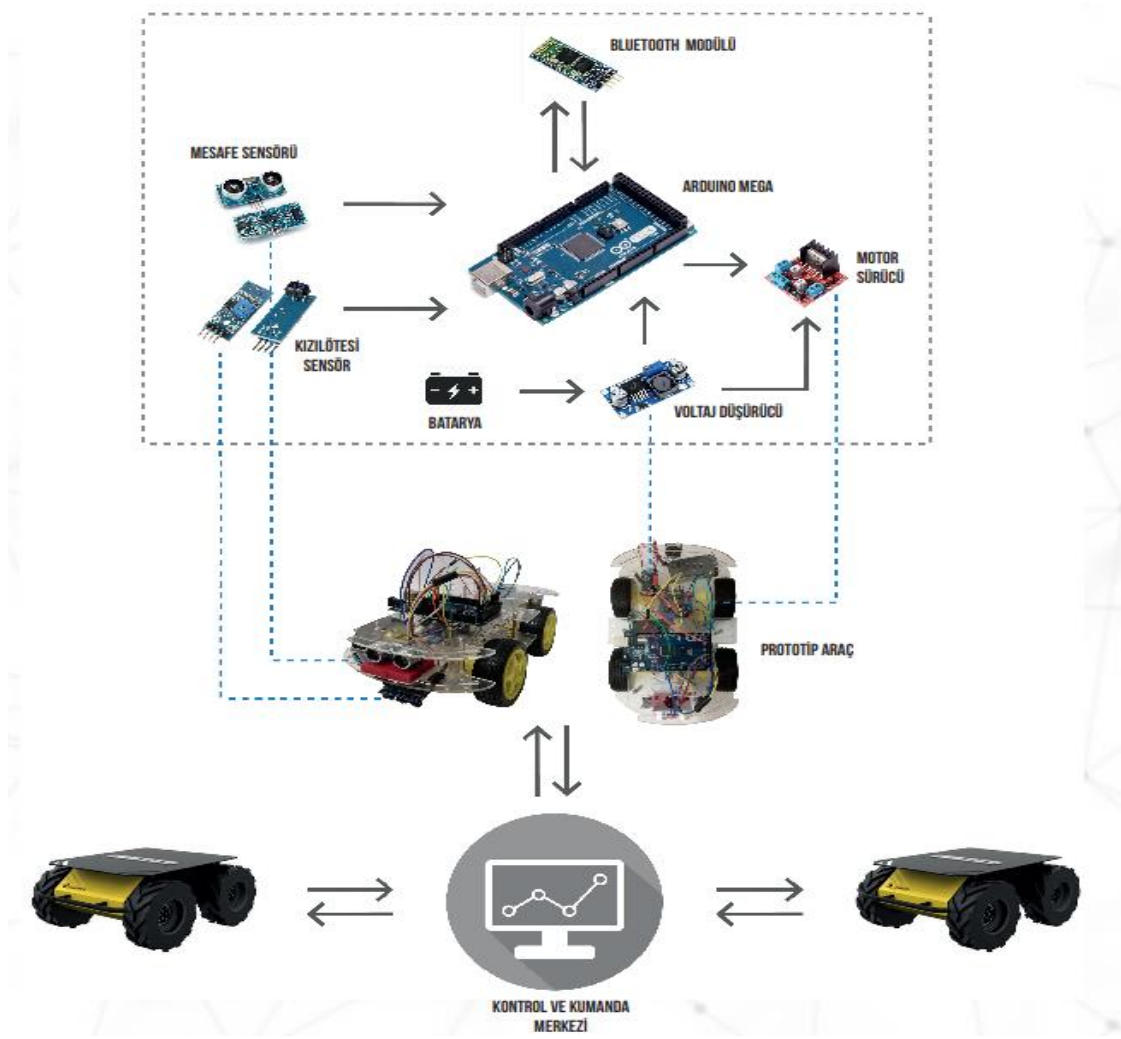 BLUETOOTH MODÜLÜ
MESAFE SENSÖRÜ
ARDUINO MEGA
MOTOR
SÜRÜCÜ
KIZILÖTESİ
SENSÖR
BATARYA
VOLTAJ DÜŞÜRÜCÜ
PROTOTİP ARAÇ
KONTROL VE KUMANDA
MERKEZİ